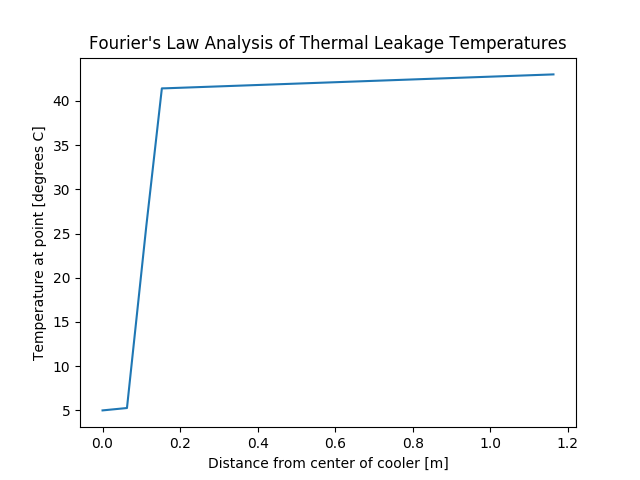 Fourier's Law Analysis of Thermal Leakage Temperatures
Temperature at point [degrees C]
40
35
30
25
20
15
10
5
0.0 0.2 0.4 0.6 0.8 1.0 1.2
Distance from center of cooler [m]